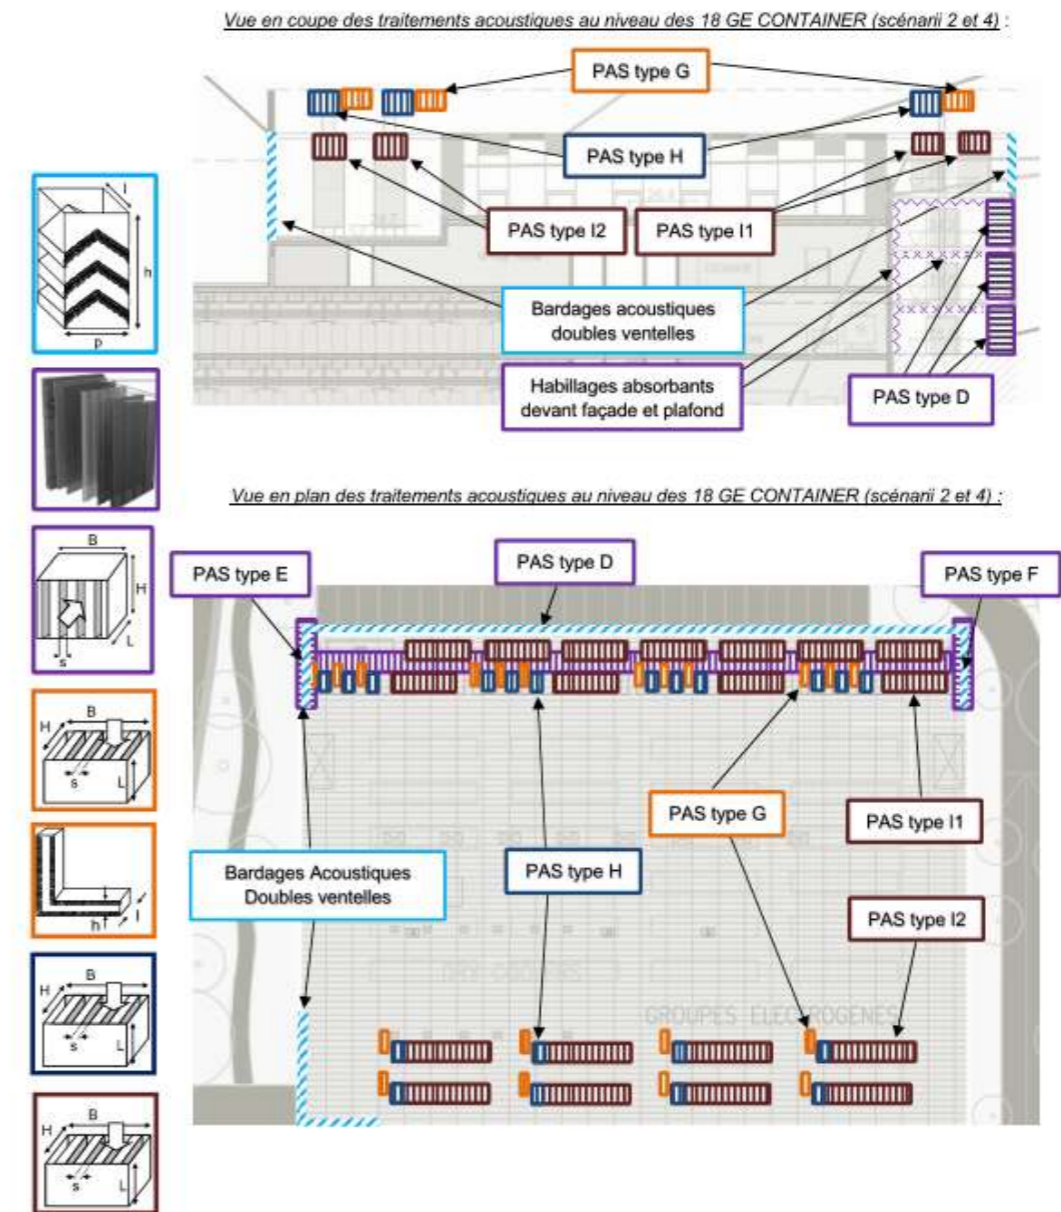 Vue en coupe des traitements acoustiques au niveau des 18 GE CONTAINER (scénarii 2 et 4) :
PAS type G
PAS type H
PAS type I2
PAS type I1
Bardages acoustiques
doubles ventelles
Habillages absorbants
devant façade et plafond
PAS type D
l
h
P
B
H
L
s
B
H
L
s
h
l
B
H
L
s
B
H
L
s
Vue en plan des traitements acoustiques au niveau des 18 GE CONTAINER (scénarii 2 et 4) :
PAS type E
PAS type D
PAS type F
PAS type G
PAS type I1
Bardages Acoustiques
Doubles ventelles
PAS type H
PAS type I2
GROUPES ELECTROGENES